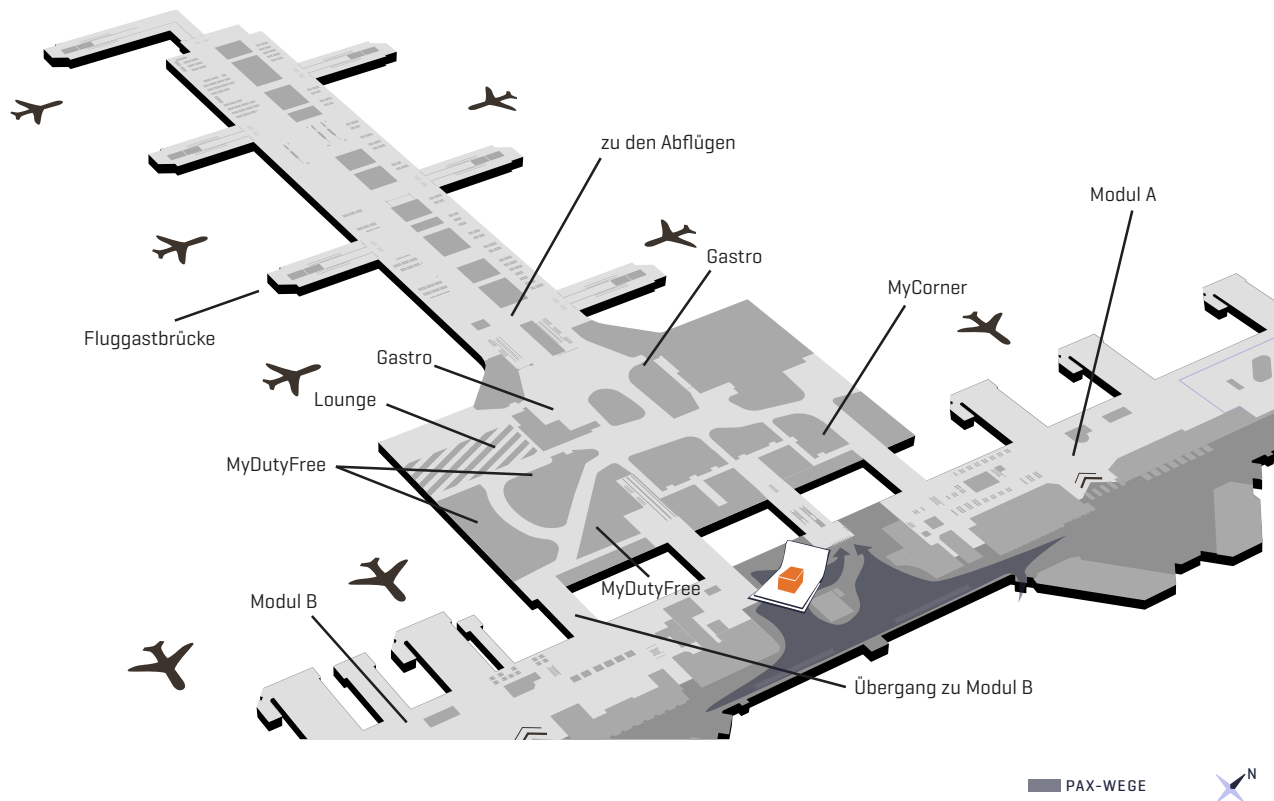 zu den Abflügen
Modul A
Gastro
MyCorner
Fluggastbrücke
Gastro
Lounge
MyDutyFree
MyDutyFree
Modul B
Übergang zu Modul B
PAX-WEGE
N